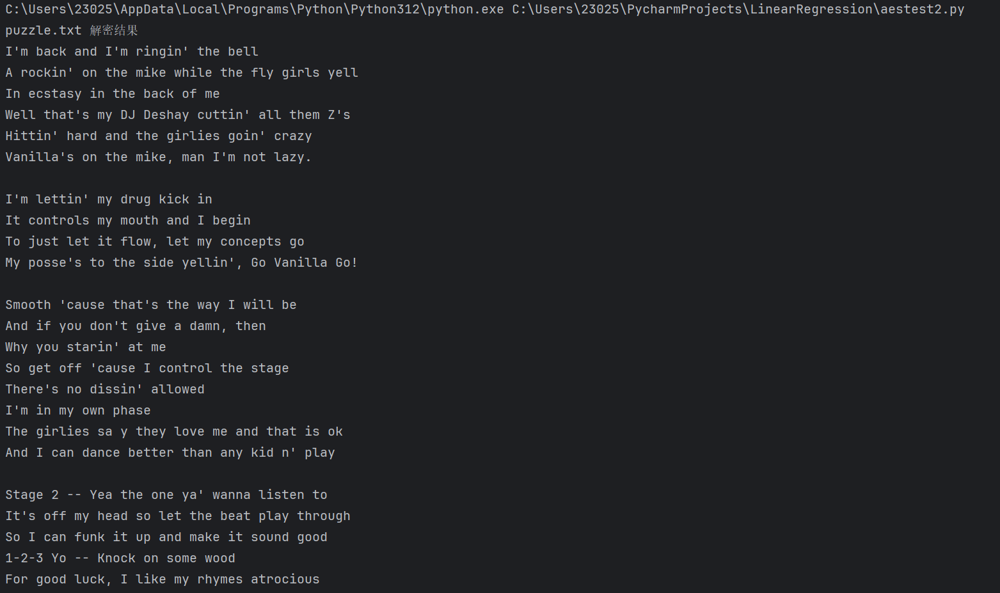 C:\Users\23025\AppData\Local\Programs\Python\Python312\python.exe C:\Users\23025\PycharmProjects\LinearRegression\aestest2.py
puzzle.txt 解密结果
I'm back and I'm ringin' the bell
A rockin' on the mike while the fly girls yell
In ecstasy in the back of me
Well that's my DJ Deshay cuttin' all them Z's
Hittin' hard and the girlies goin' crazy
Vanilla's on the mike, man I'm not lazy.

I'm lettin' my drug kick in
It controls my mouth and I begin
To just let it flow, let my concepts go
My posse's to the side yellin', Go Vanilla Go!

Smooth 'cause that's the way I will be
And if you don't give a damn, then
Why you starin' at me
So get off 'cause I control the stage
There's no dissin' allowed
I'm in my own phase
The girlies sa y they love me and that is ok
And I can dance better than any kid n' play

Stage 2 -- Yea the one ya' wanna listen to
It's off my head so let the beat play through
So I can funk it up and make it sound good
1-2-3 Yo -- Knock on some wood
For good luck, I like my rhymes atrocious